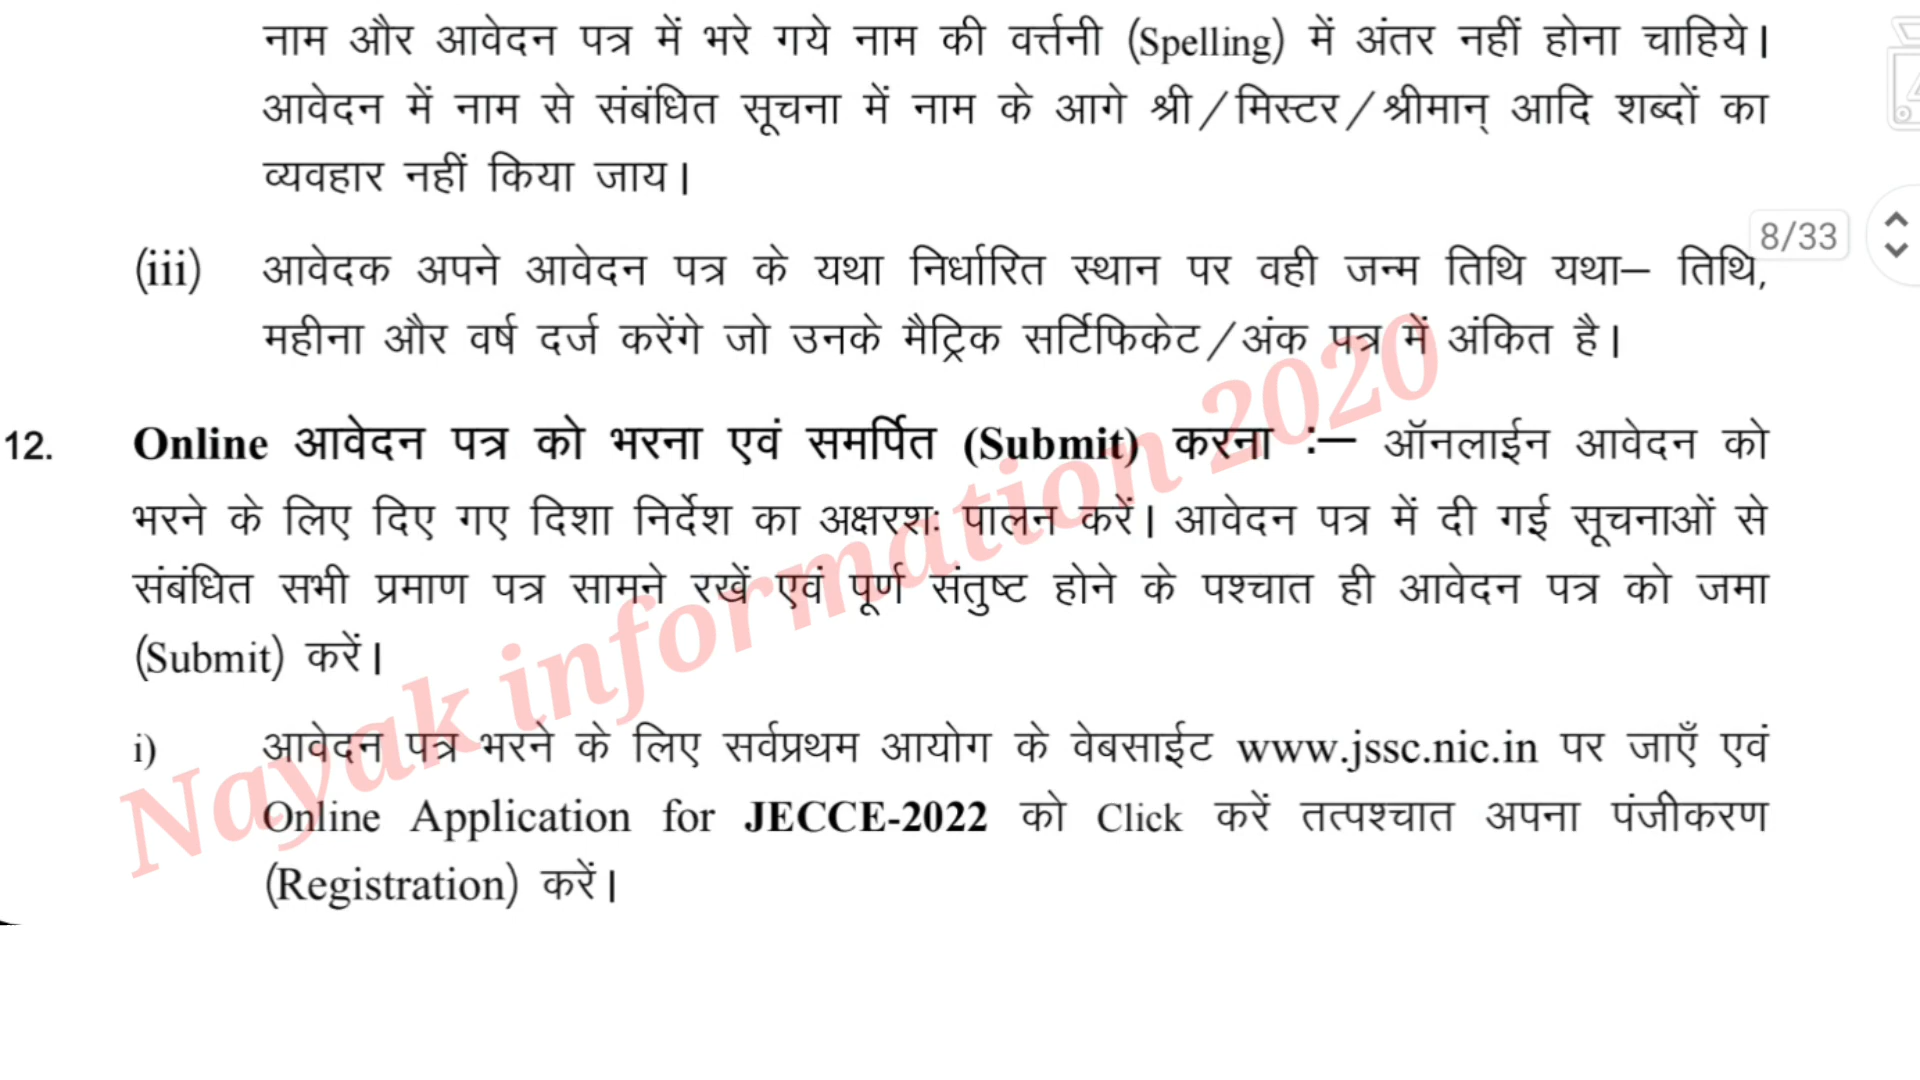 नाम और आवेदन पत्र में भरे गये नाम की वर्त्तनी (Spelling) में अंतर नहीं होना चाहिये।
आवेदन में नाम से संबंधित सूचना में नाम के आगे श्री/मिस्टर/श्रीमान् आदि शब्दों का
व्यवहार नहीं किया जाय।
8/33
(iii) आवेदक अपने आवेदन पत्र के यथा निर्धारित स्थान पर वही जन्म तिथि यथा– तिथि,
महीना और वर्ष दर्ज करेंगे जो उनके मैट्रिक सर्टिफिकेट/अंक पत्र में अंकित है।
12. Online आवेदन पत्र को भरना एवं समर्पित (Submit) करना :– ऑनलाईन आवेदन को
भरने के लिए दिए गए दिशा निर्देश का अक्षरशः पालन करें। आवेदन पत्र में दी गई सूचनाओं से
संबंधित सभी प्रमाण पत्र सामने रखें एवं पूर्ण संतुष्ट होने के पश्चात ही आवेदन पत्र को जमा
(Submit) करें।
i) आवेदन पत्र भरने के लिए सर्वप्रथम आयोग के वेबसाईट www.jssc.nic.in पर जाएँ एवं
Online Application for JECCE-2022 को Click करें तत्पश्चात अपना पंजीकरण
(Registration) करें।
Nayak information 2020